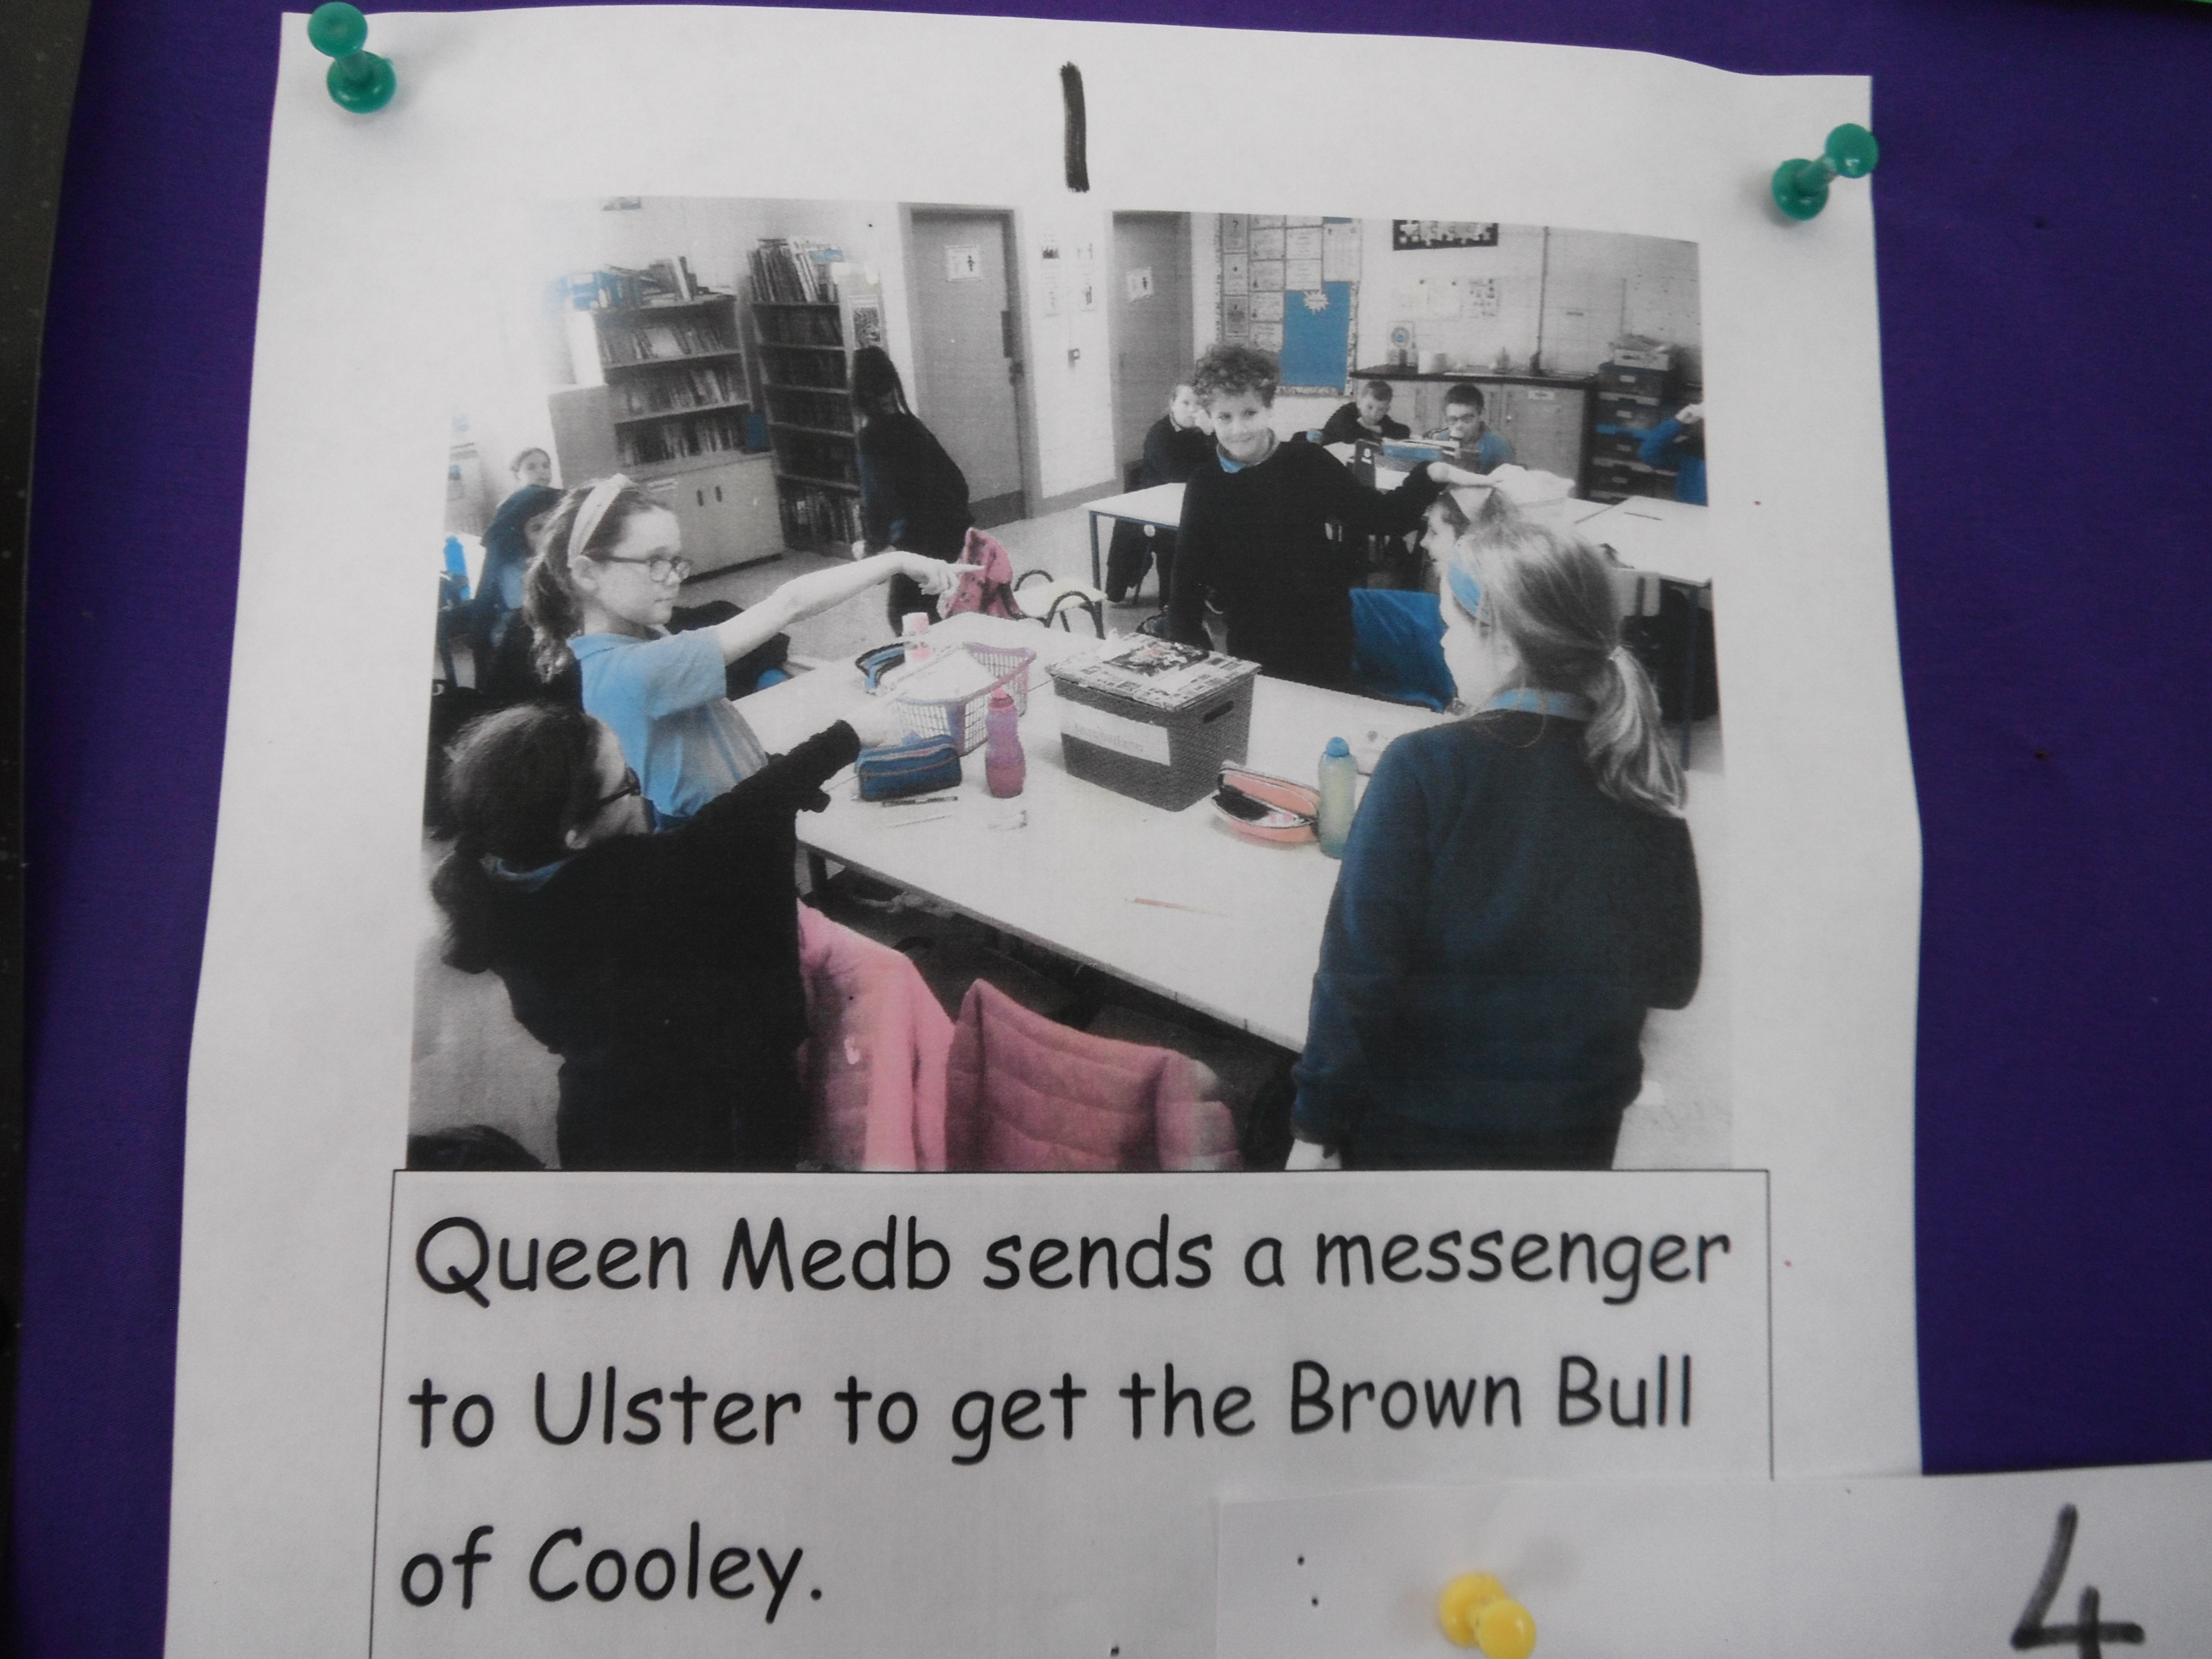 1
Queen Medb sends a messenger
to Ulster to get the Brown Bull
of Cooley.
4